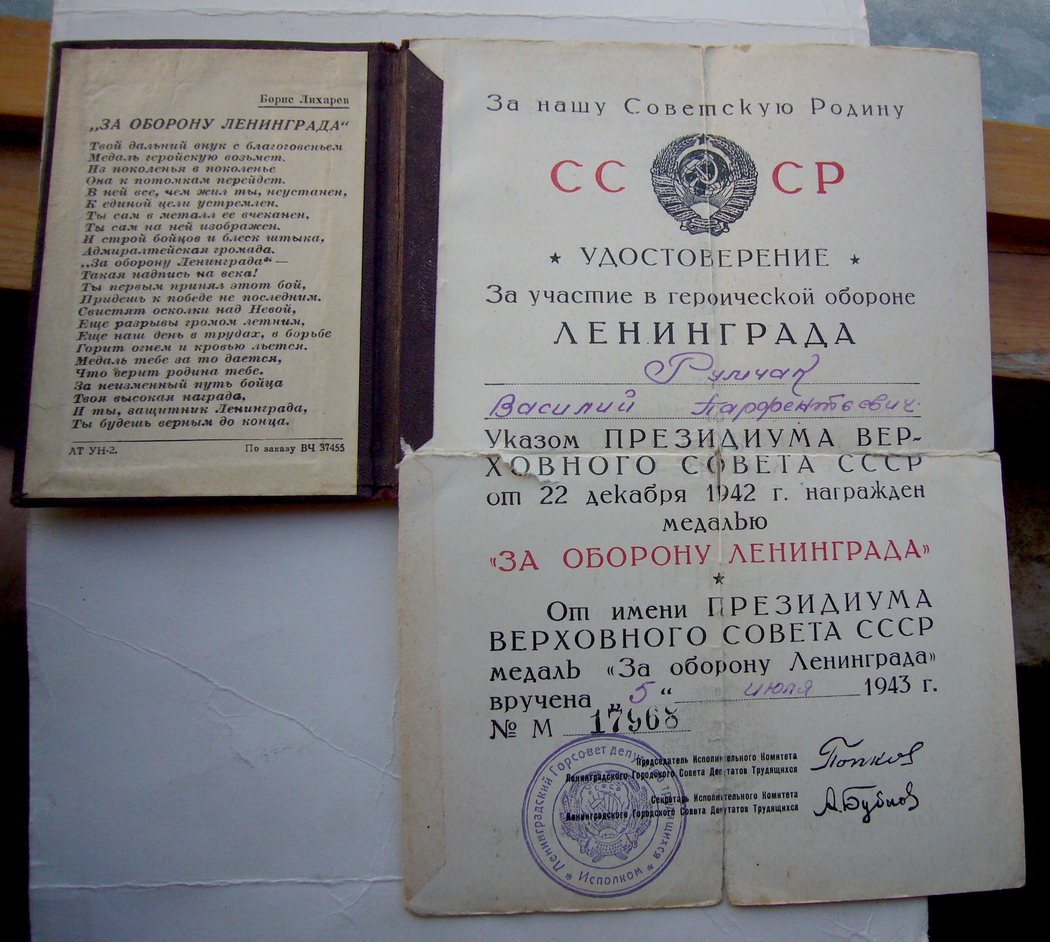 Борис Лихарев
„ЗА ОБОРОНУ ЛЕНИНГРАДА“
Твой дальний внук с благоговеньем
Медаль геройскую возьмет.
Из поколенья в поколенье
Она к потомкам перейдет.
В ней все, чем жил ты, неустанен,
К единой цели устремлен.
Ты сам в металл ее вчеканен,
Ты сам на ней изображен.
И строй бойцов и блеск штыка,
Адмиралтейская громада.
„За оборону Ленинграда“ —
Такая надпись на века!
Ты первым принял этот бой,
Придешь к победе не последним.
Свистят осколки над Невой,
Еще разрывы громом летним,
Еще наш день в трудах, в борьбе
Горит огнем и кровью льется.
Медаль тебе за то дается,
Что верит родина тебе.
За неизменный путь бойца
Твоя высокая награда,
И ты, защитник Ленинграда,
Ты будешь верным до конца.
ЛТ УН-2. По заказу ВЧ 37455
За нашу Советскую Родину
СС СР
★ УДОСТОВЕРЕНИЕ ★
За участие в героической обороне
ЛЕНИНГРАДА
Василий Парфентьевич
Указом ПРЕЗИДИУМА ВЕР-
ХОВНОГО СОВЕТА СССР
от 22 декабря 1942 г. награжден
медалью
«ЗА ОБОРОНУ ЛЕНИНГРАДА»
★
От имени ПРЕЗИДИУМА
ВЕРХОВНОГО СОВЕТА СССР
медаль «За оборону Ленинграда»
вручена „5“ июля 1943 г.
№ М 17968
Председатель Исполнительного Комитета
Ленинградского Городского Совета Депутатов Трудящихся
Попков
Секретарь Исполнительного Комитета
Ленинградского Городского Совета Депутатов Трудящихся
А.Бубнов
Ленинградский Горсовет депутатов трудящихся
Исполком